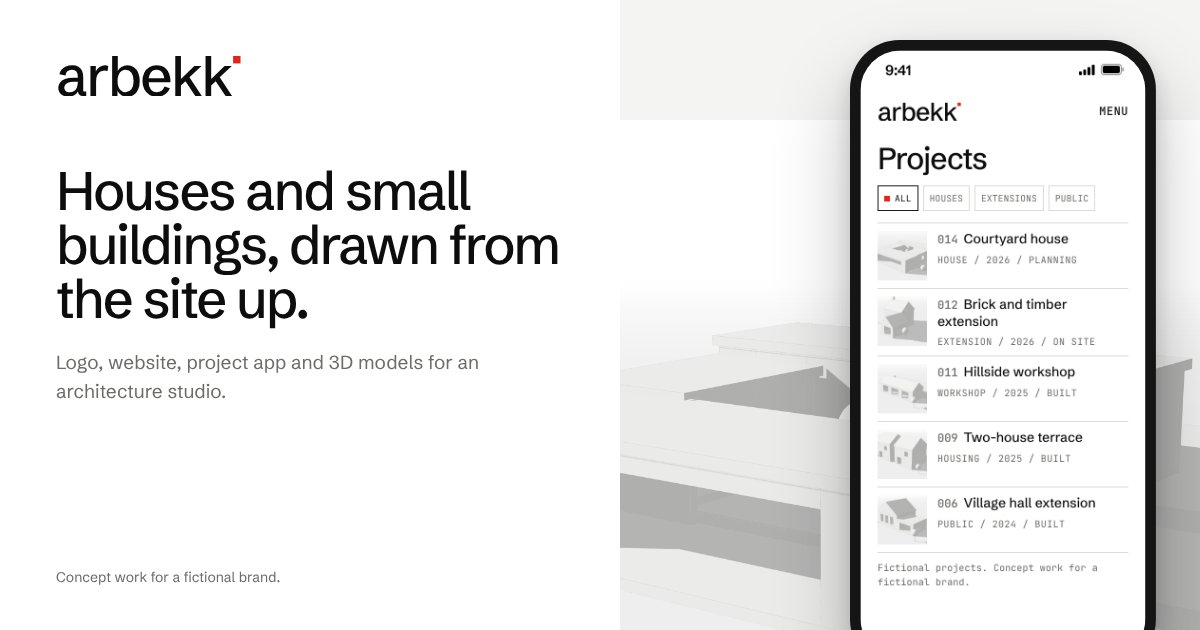 arbekk
Houses and small
buildings, drawn from
the site up.
Logo, website, project app and 3D models for an
architecture studio.
Concept work for a fictional brand.
9:41
arbekk
MENU
Projects
ALL
HOUSES
EXTENSIONS
PUBLIC
014 Courtyard house
HOUSE / 2026 / PLANNING
012 Brick and timber
extension
EXTENSION / 2026 / ON SITE
011 Hillside workshop
WORKSHOP / 2025 / BUILT
009 Two-house terrace
HOUSING / 2025 / BUILT
006 Village hall extension
PUBLIC / 2024 / BUILT
Fictional projects. Concept work for a
fictional brand.